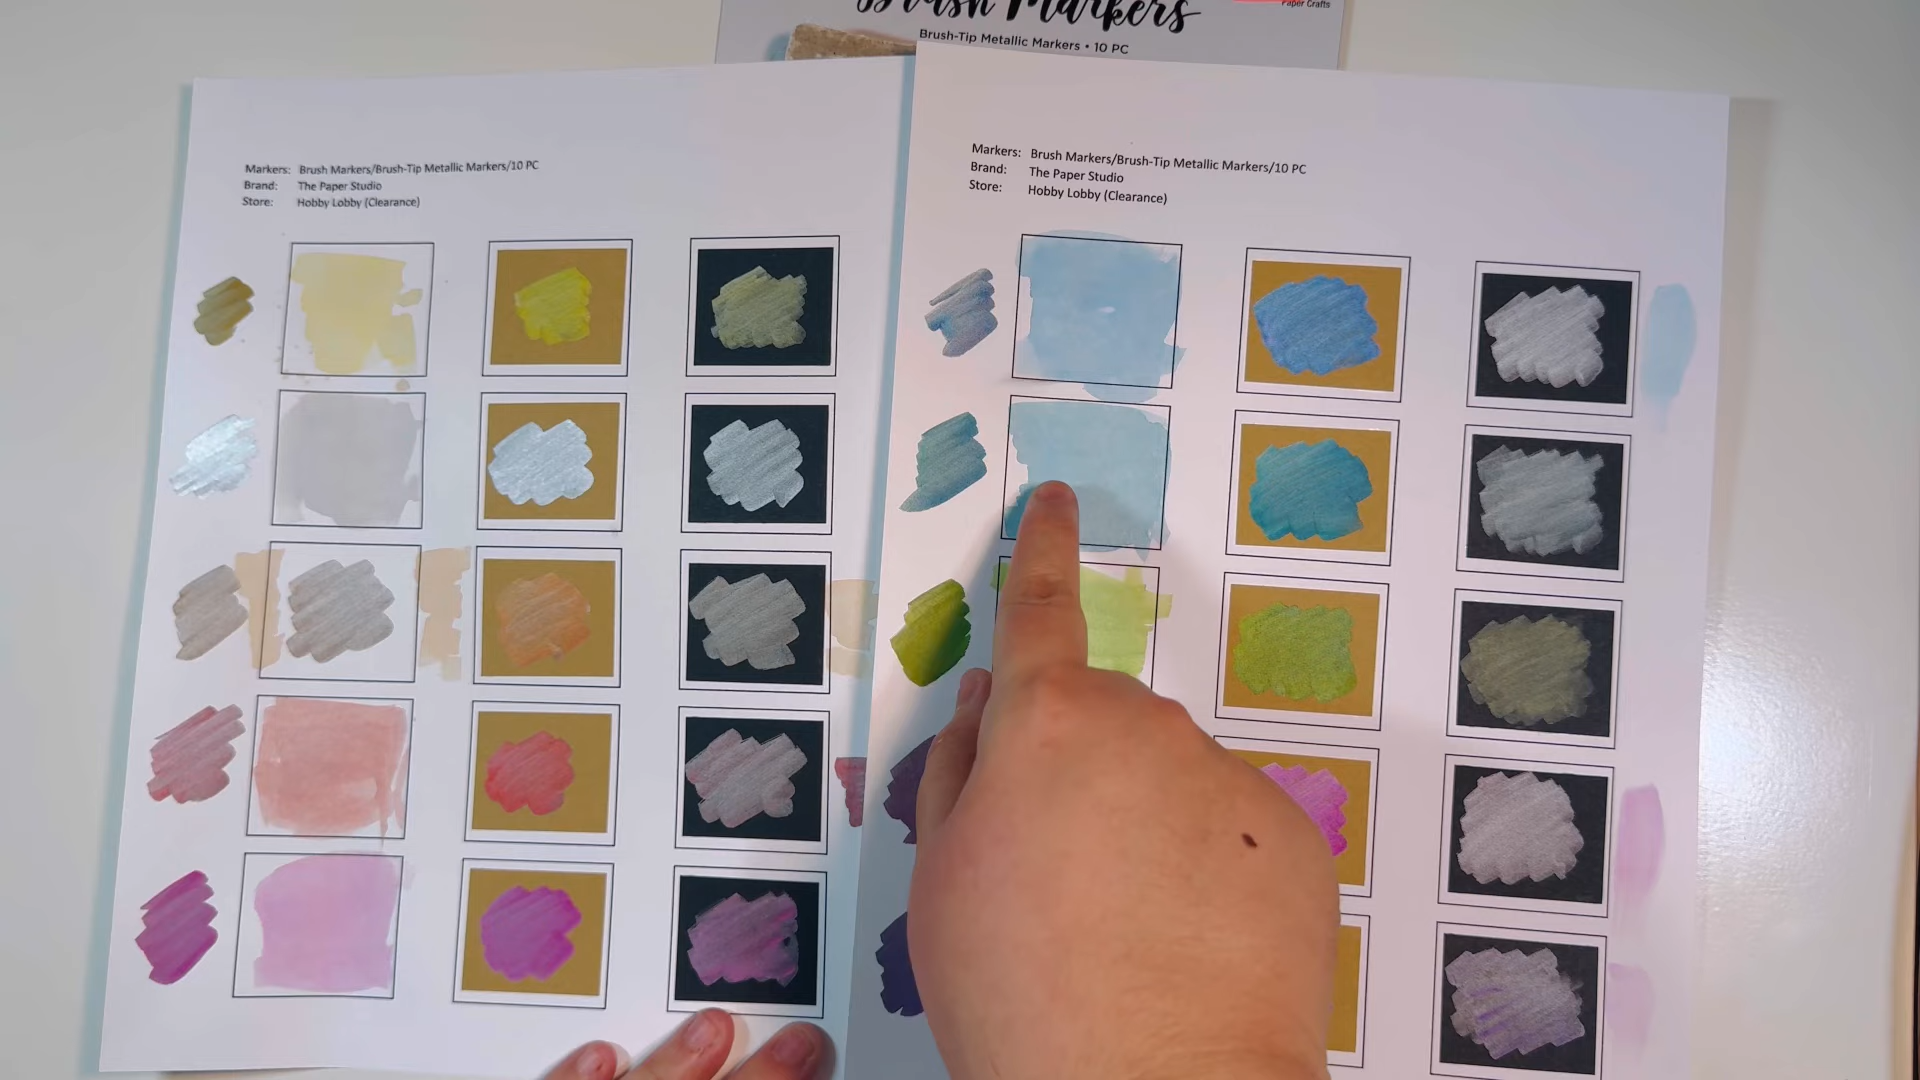 Brush Markers
Paper Crafts
Brush-Tip Metallic Markers • 10 PC
Markers: Brush Markers/Brush-Tip Metallic Markers/10 PC
Brand: The Paper Studio
Store: Hobby Lobby (Clearance)
Markers: Brush Markers/Brush-Tip Metallic Markers/10 PC
Brand: The Paper Studio
Store: Hobby Lobby (Clearance)